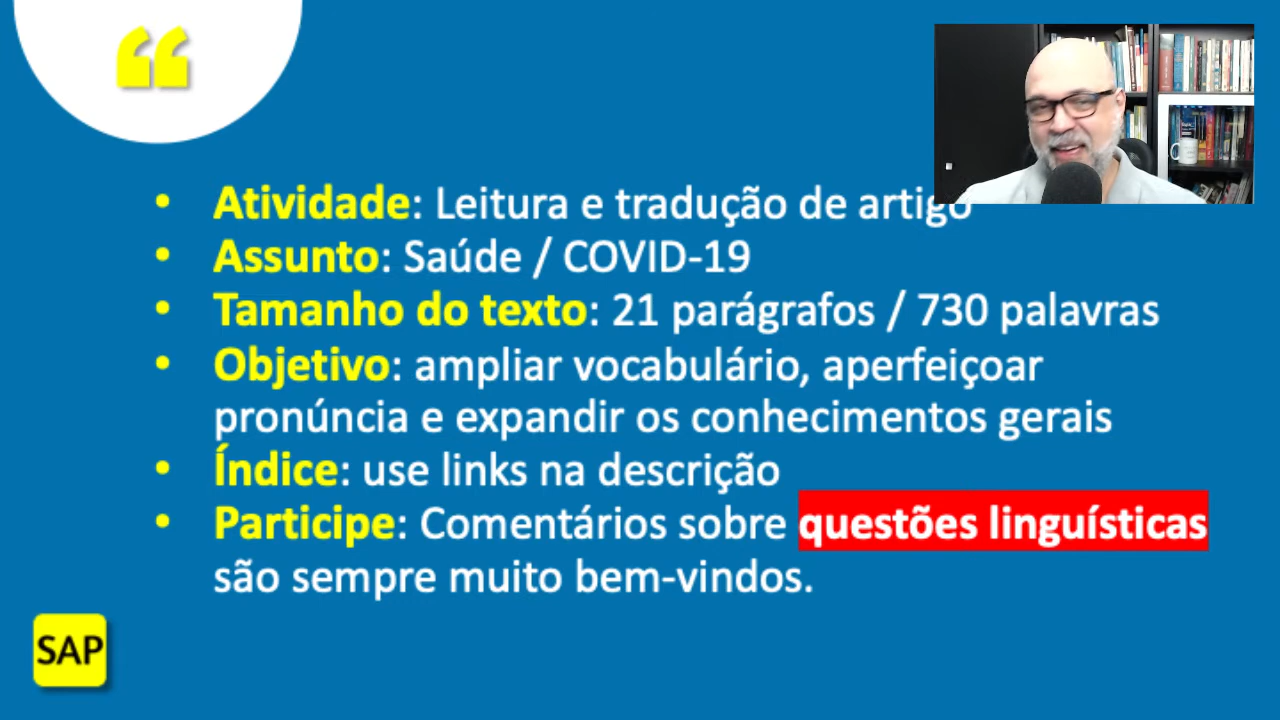 Atividade: Leitura e tradução de artigo
Assunto: Saúde / COVID-19
Tamanho do texto: 21 parágrafos / 730 palavras
Objetivo: ampliar vocabulário, aperfeiçoar
pronúncia e expandir os conhecimentos gerais
Índice: use links na descrição
Participe: Comentários sobre questões linguísticas
são sempre muito bem-vindos.
SAP